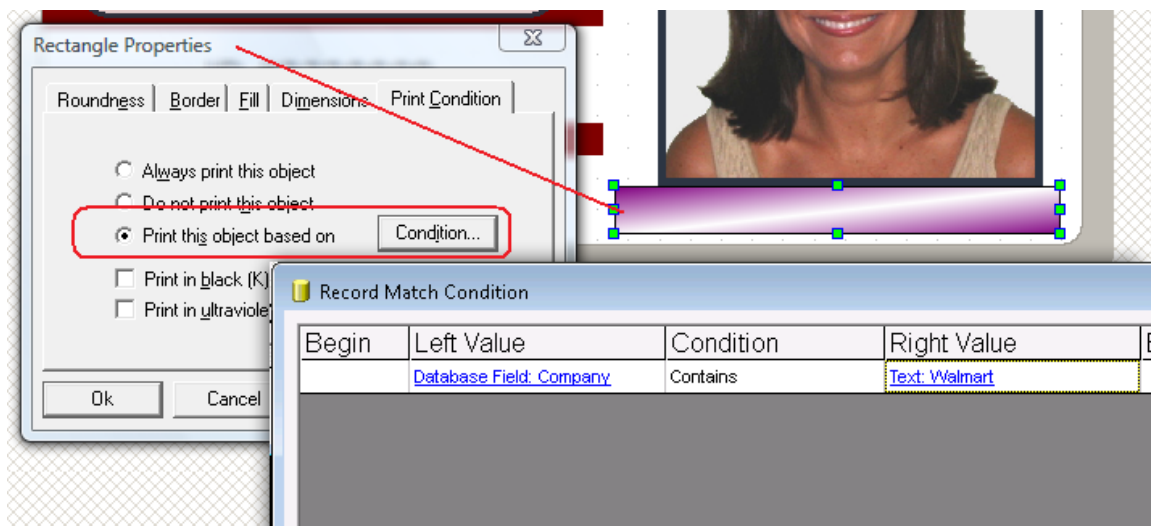 Rectangle Properties
Roundness Border Fill Dimensions Print Condition
Always print this object
Do not print this object
Print this object based on Condition...
Print in black (K)
Print in
Ok Cancel
Record Match Condition
Begin Left Value Condition Right Value
Database Field: Company Contains Text: Walmart